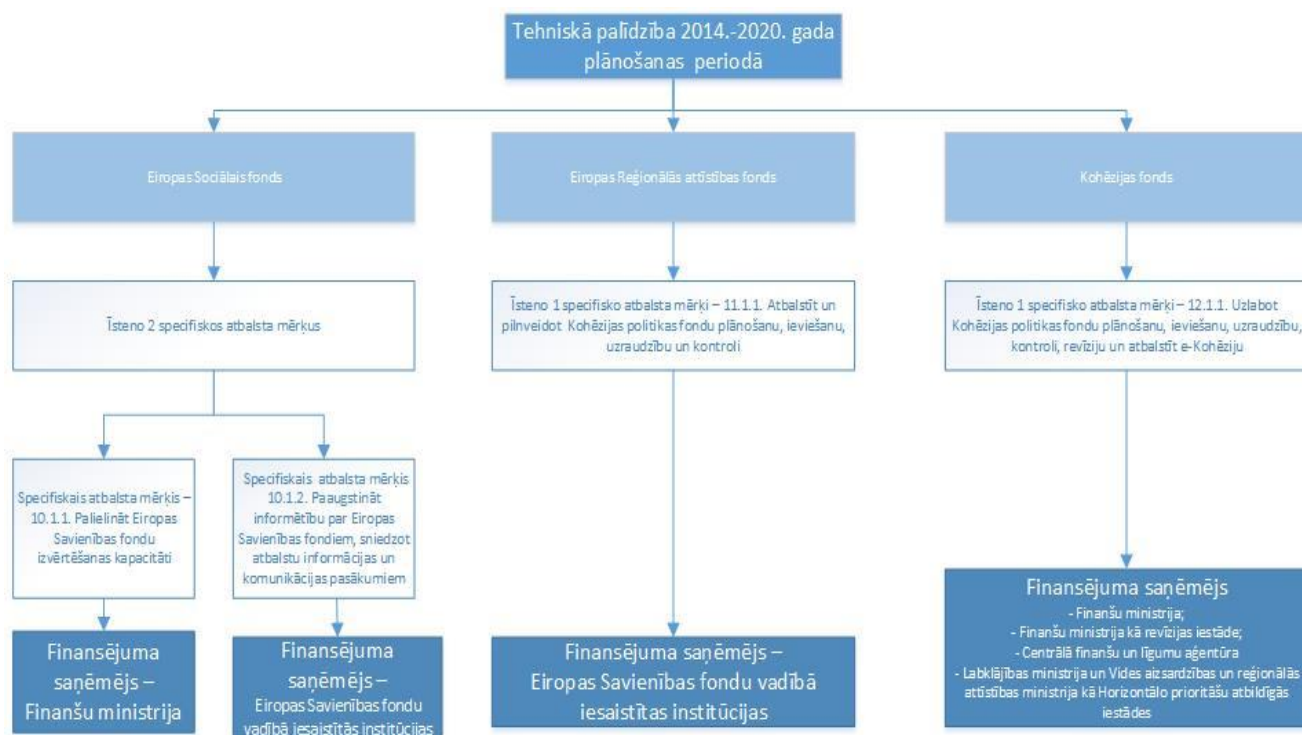 Tehniskā palīdzība 2014.-2020. gada
plānošanas periodā
Eiropas Sociālais fonds
Eiropas Reģionālās attīstības fonds
Kohēzijas fonds
Īsteno 2 specifiskos atbalsta mērķus
Īsteno 1 specifisko atbalsta mērķi – 11.1.1. Atbalstīt un
pilnveidot Kohēzijas politikas fondu plānošanu, ieviešanu,
uzraudzību un kontroli
Īsteno 1 specifisko atbalsta mērķi – 12.1.1. Uzlabot
Kohēzijas politikas fondu plānošanu, ieviešanu, uzraudzību,
kontroli, revīziju un atbalstīt e-Kohēziju
Specifiskais atbalsta mērķis –
10.1.1. Palielināt Eiropas
Savienības fondu
izvērtēšanas kapacitāti
Specifiskais atbalsta mērķis
10.1.2. Paaugstināt
informētību par Eiropas
Savienības fondiem, sniedzot
atbalstu informācijas un
komunikācijas pasākumiem
Finansējuma
saņēmējs –
Finanšu ministrija
Finansējuma
saņēmējs –
Eiropas Savienības fondu
vadībā iesaistītās institūcijas
Finansējuma saņēmējs –
Eiropas Savienības fondu vadībā
iesaistītas institūcijas
Finansējuma saņēmējs
- Finanšu ministrija;
- Finanšu ministrija kā revīzijas iestāde;
- Centrālā finanšu un līgumu aģentūra
- Labklājības ministrija un Vides aizsardzības un reģionālās
attīstības ministrija kā Horizontālo prioritāšu atbildīgās
iestādes